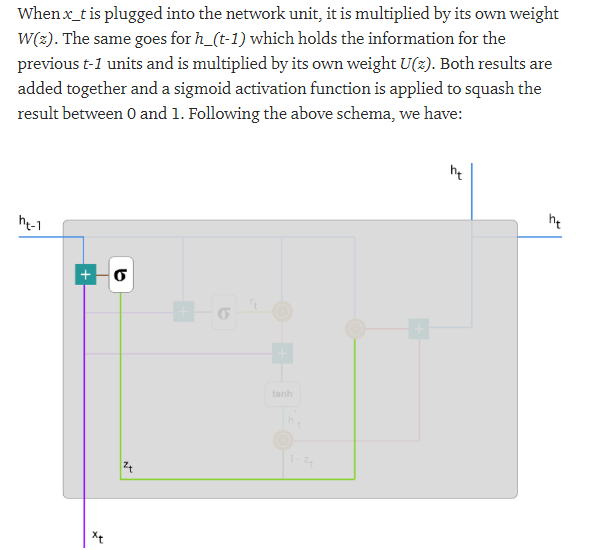 When x_t is plugged into the network unit, it is multiplied by its own weight
W(z). The same goes for h_(t-1) which holds the information for the
previous t-1 units and is multiplied by its own weight U(z). Both results are
added together and a sigmoid activation function is applied to squash the
result between 0 and 1. Following the above schema, we have:
ht
ht-1
ht
+ σ
+ σ rt
+
+
tanh
h't
1- zt
zt
xt